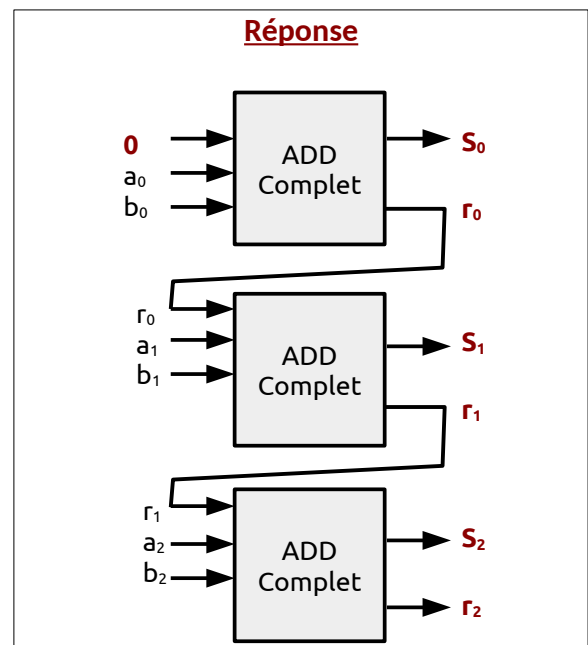 Réponse
0
a₀
b₀
ADD
Complet
S₀
r₀
r₀
a₁
b₁
ADD
Complet
S₁
r₁
r₁
a₂
b₂
ADD
Complet
S₂
r₂